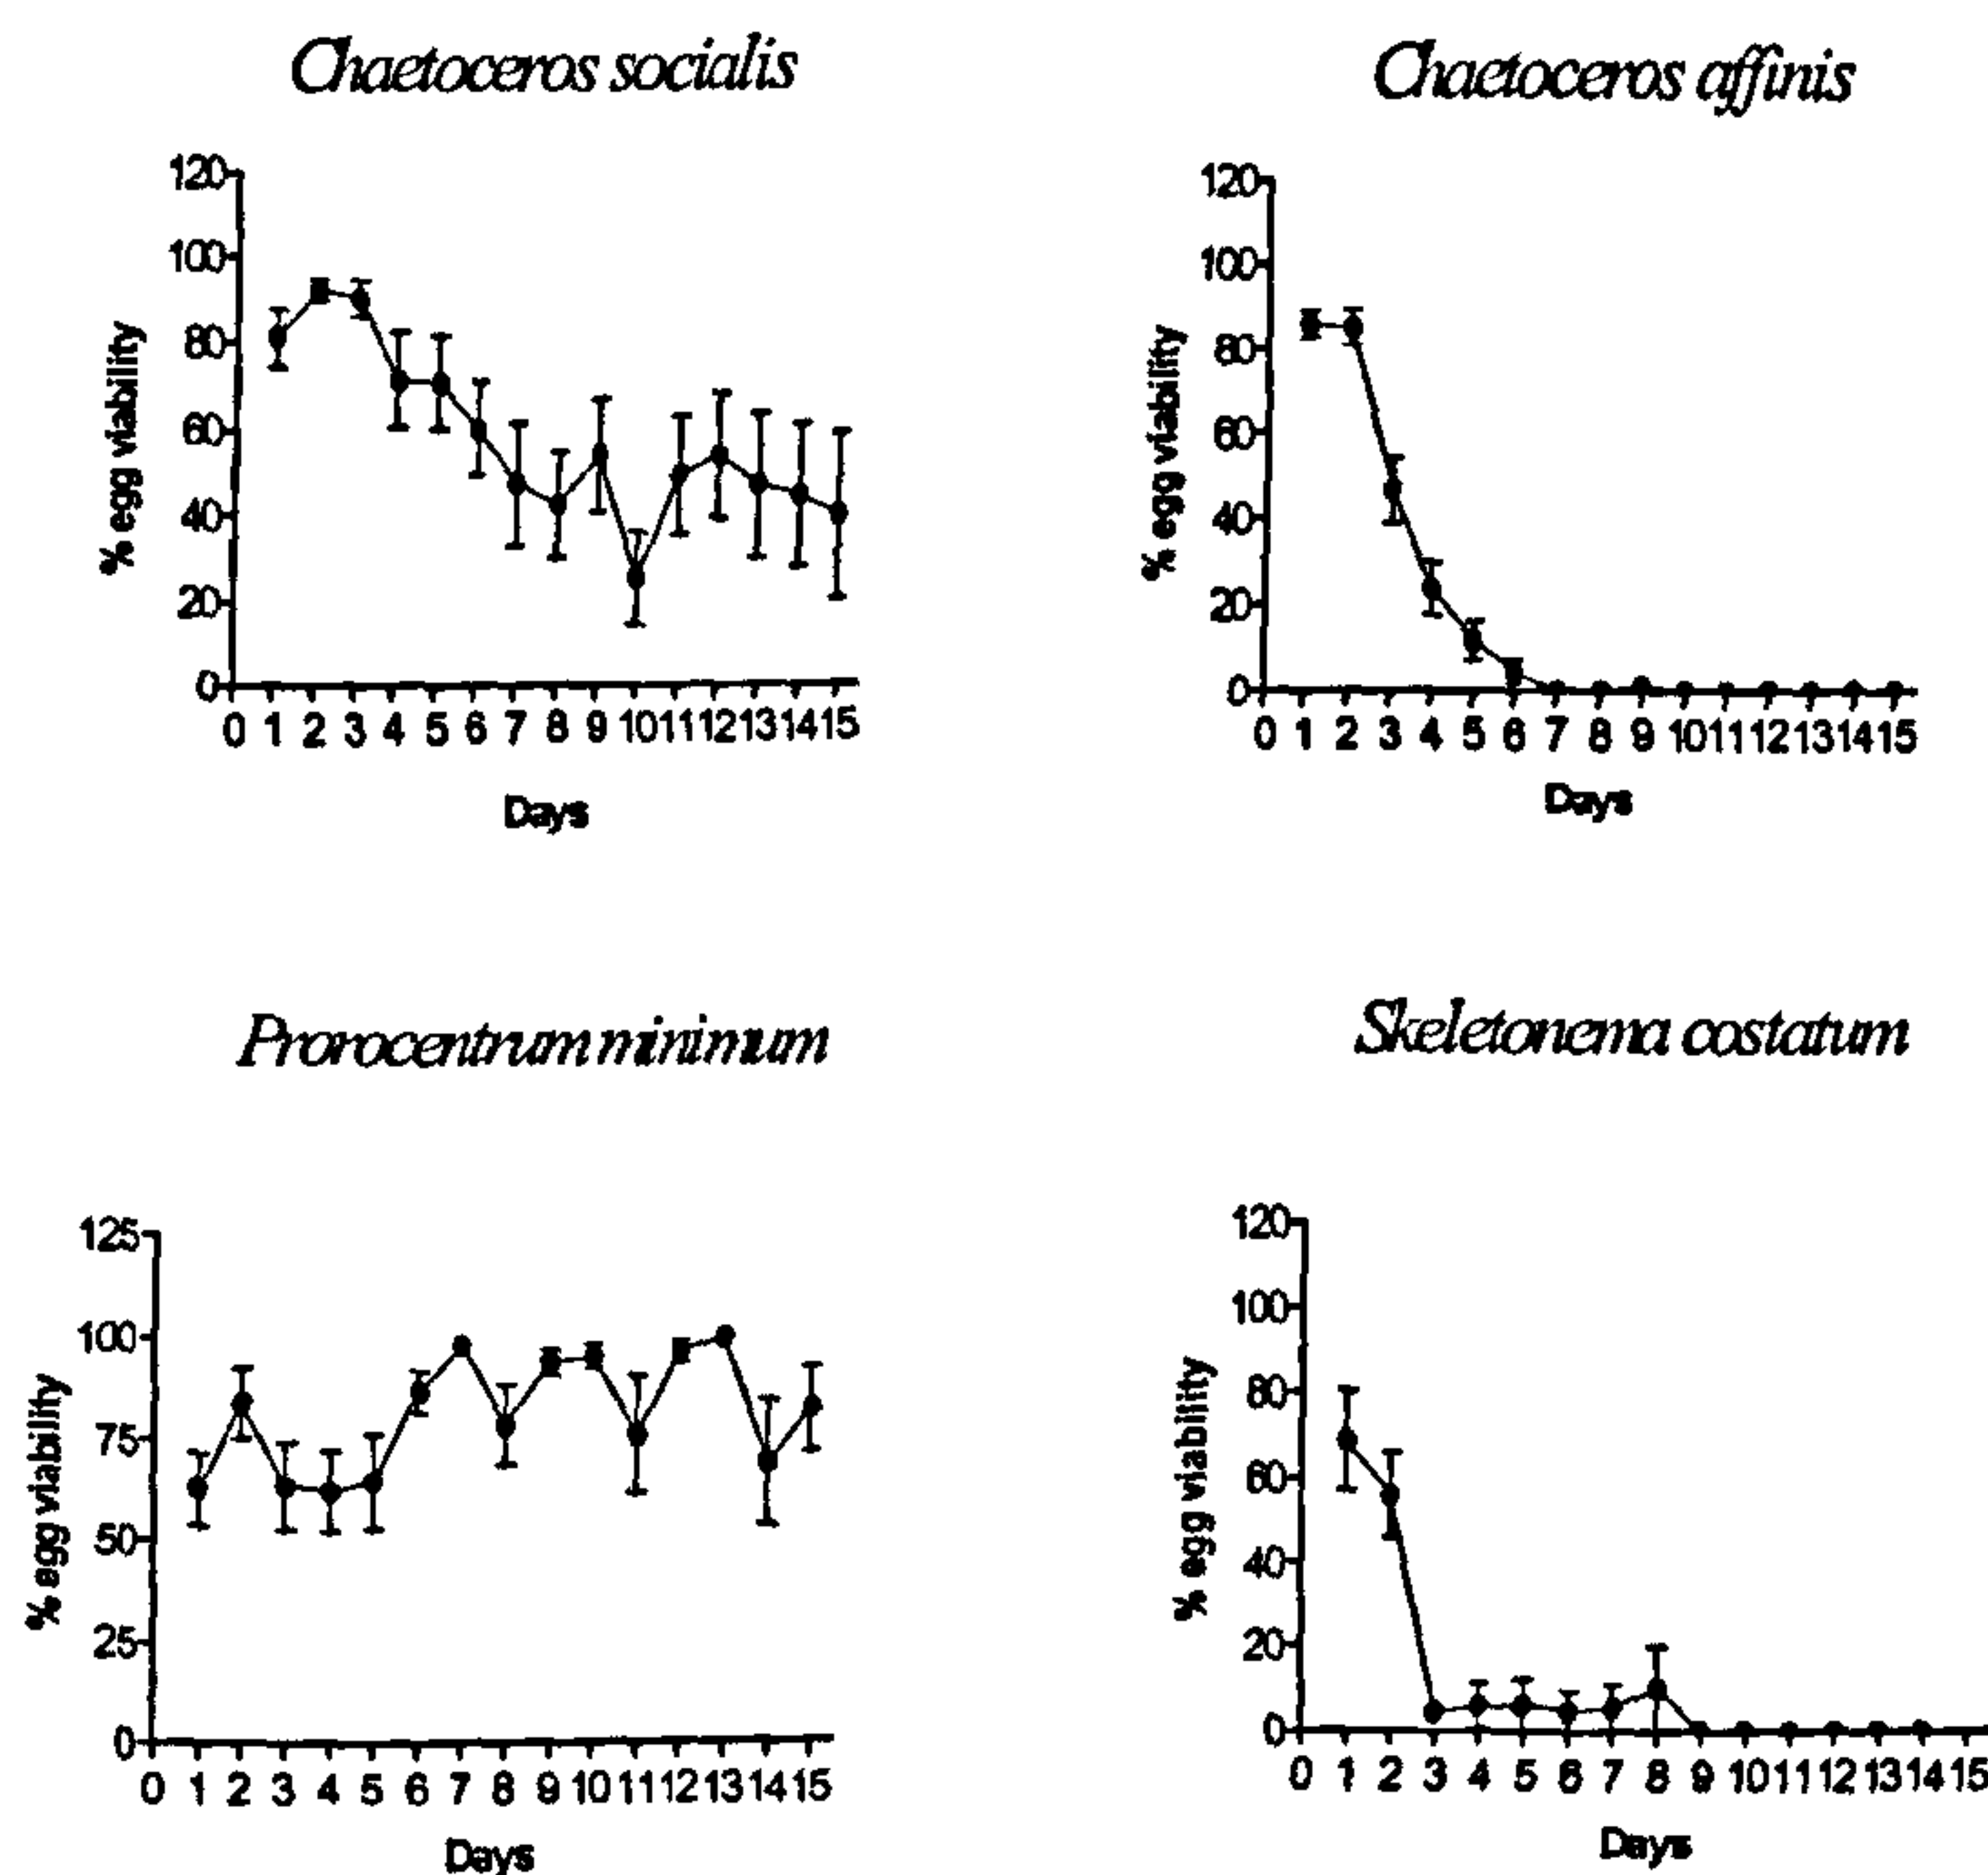 Chaetoceros socialis
Chaetoceros affinis
120
100
80
60
40
20
0
% egg viability
0 1 2 3 4 5 6 7 8 9 10 11 12 13 14 15
Days
120
100
80
60
40
20
0
% egg viability
0 1 2 3 4 5 6 7 8 9 10 11 12 13 14 15
Days
Prorocentrum minimum
Skeletonema costatum
125
100
75
50
25
0
% egg viability
0 1 2 3 4 5 6 7 8 9 10 11 12 13 14 15
Days
120
100
80
60
40
20
0
% egg viability
0 1 2 3 4 5 6 7 8 9 10 11 12 13 14 15
Days